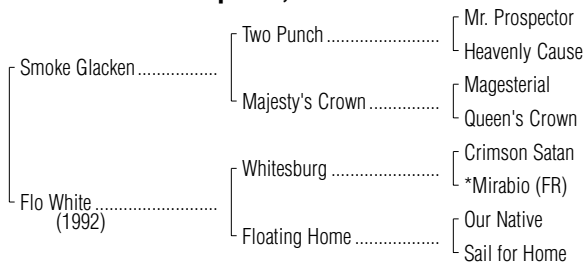 Mr. Prospector
Two Punch ........................
Heavenly Cause
Smoke Glacken .................
Magesterial
Majesty's Crown ...............
Queen's Crown
Crimson Satan
Whitesburg .......................
*Mirabio (FR)
Flo White ..........................
(1992)
Our Native
Floating Home ..................
Sail for Home